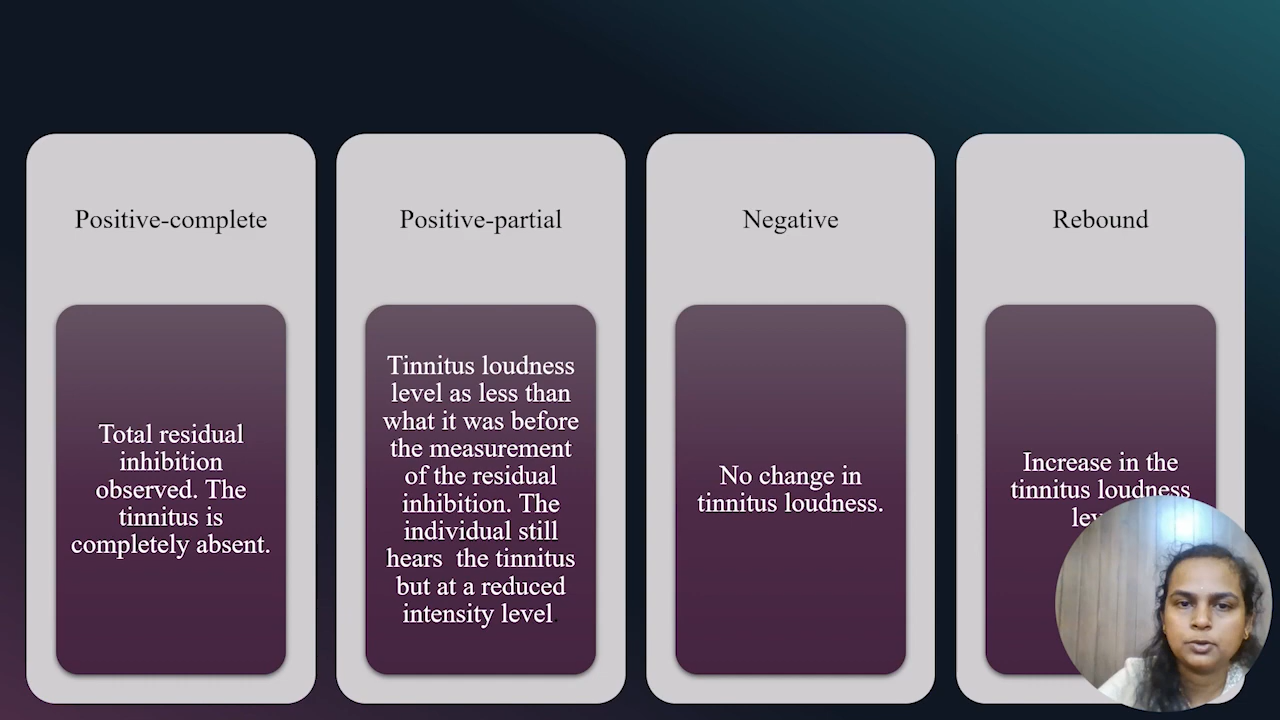 Positive-complete
Total residual
inhibition
observed. The
tinnitus is
completely absent.
Positive-partial
Tinnitus loudness
level as less than
what it was before
the measurement
of the residual
inhibition. The
individual still
hears  the tinnitus
but at a reduced
intensity level.
Negative
No change in
tinnitus loudness.
Rebound
Increase in the
tinnitus loudness